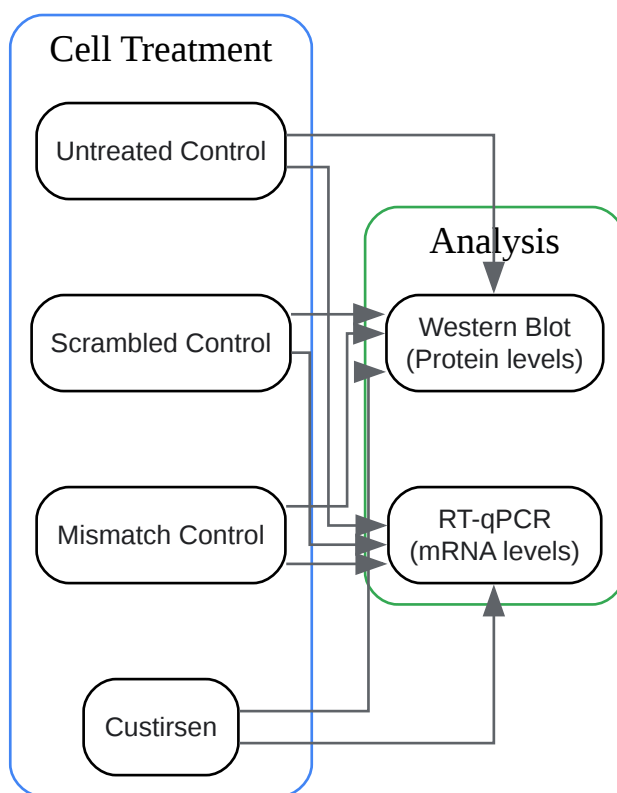 Cell Treatment
Untreated Control
Scrambled Control
Mismatch Control
Custirsen
Analysis
Western Blot
(Protein levels)
RT-qPCR
(mRNA levels)